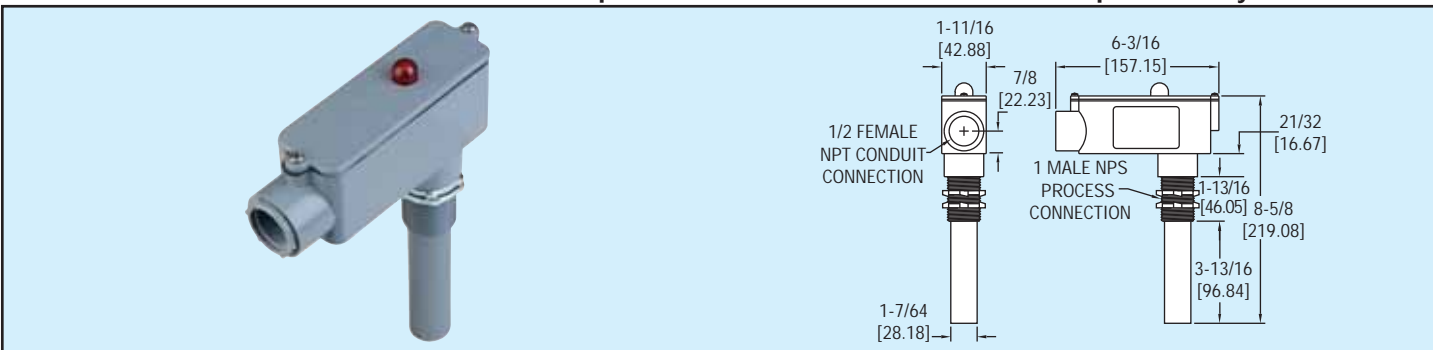 1-11/16
[42.88]
7/8
[22.23]
1/2 FEMALE
NPT CONDUIT
CONNECTION
1-7/64
[28.18]
6-3/16
[157.15]
21/32
[16.67]
1 MALE NPS
PROCESS
CONNECTION
1-13/16
[46.05]
8-5/8
[219.08]
3-13/16
[96.84]